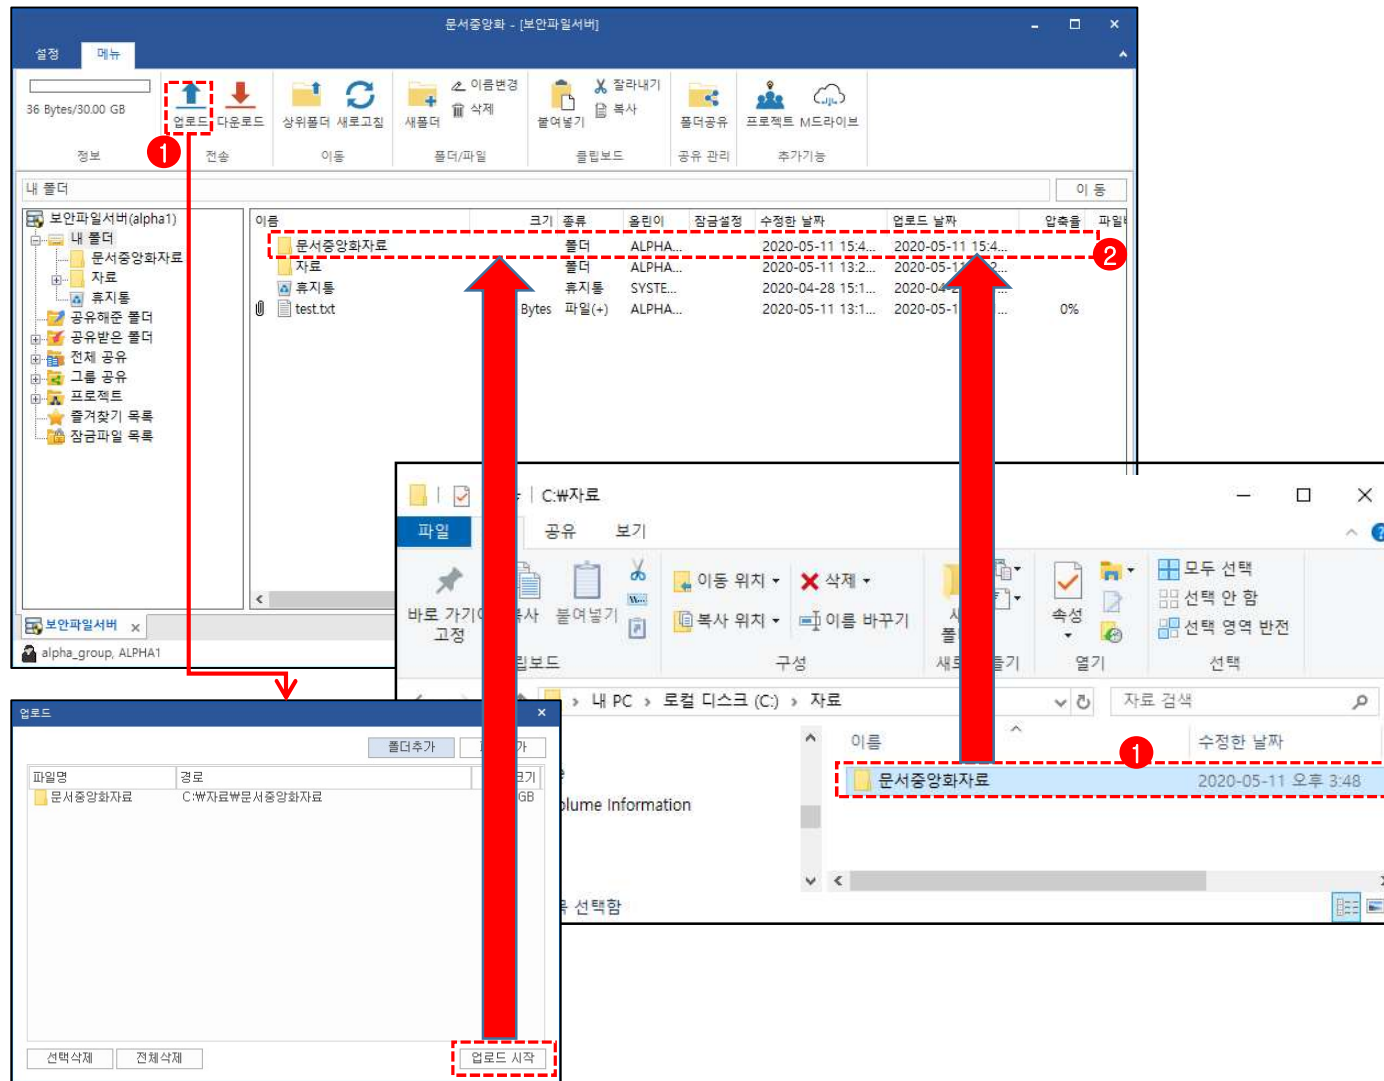 문서중앙화 - [보안파일서버]
설정 메뉴
36 Bytes/30.00 GB
업로드 다운로드 상위폴더 새로고침 새폴더 이름변경 삭제 붙여넣기 잘라내기 복사 폴더공유 프로젝트 M드라이브
정보 전송 이동 폴더/파일 클립보드 공유 관리 추가기능
1
내 폴더 이 동
보안파일서버(alpha1)
내 폴더
문서중앙화자료
자료
휴지통
공유해준 폴더
공유받은 폴더
전체 공유
그룹 공유
프로젝트
즐겨찾기 목록
잠금파일 목록
이름 크기 종류 올린이 잠금설정 수정한 날짜 업로드 날짜 압축율
문서중앙화자료 폴더 ALPHA... 2020-05-11 15:4... 2020-05-11 15:4...
2
자료 폴더 ALPHA... 2020-05-11 13:2... 2020-05-11
휴지통 휴지통 SYSTE... 2020-04-28 15:1...
test.txt Bytes 파일(+) ALPHA... 2020-05-11 13:1... 0%
보안파일서버 x
alpha_group, ALPHA1
C:\자료
파일 공유 보기
바로 가기에 고정 복사 붙여넣기
이동 위치 삭제
복사 위치 이름 바꾸기
속성
모두 선택
선택 안 함
선택 영역 반전
구성 열기 선택
내 PC > 로컬 디스크 (C:) > 자료 자료 검색
이름 수정한 날짜
1
문서중앙화자료 2020-05-11 오후 3:48
Information
선택함
업로드
폴더추가
파일명 경로 크기
문서중앙화자료 C:₩자료₩문서중앙화자료 GB
선택삭제 전체삭제 업로드 시작